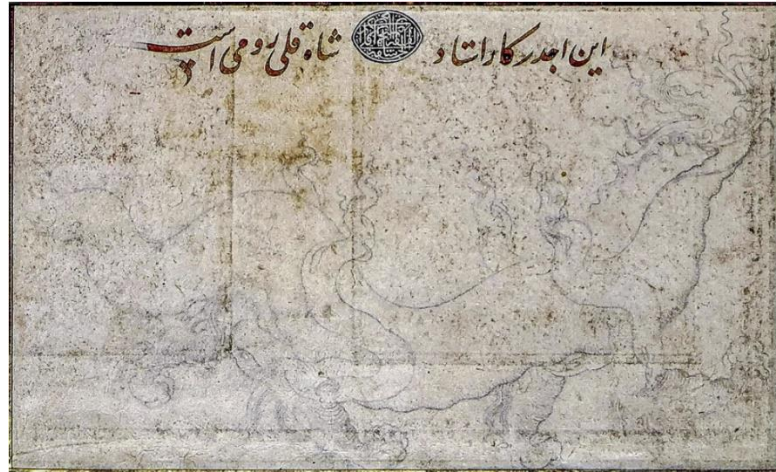 این اجدر کار استاد شاه قلی رومی است